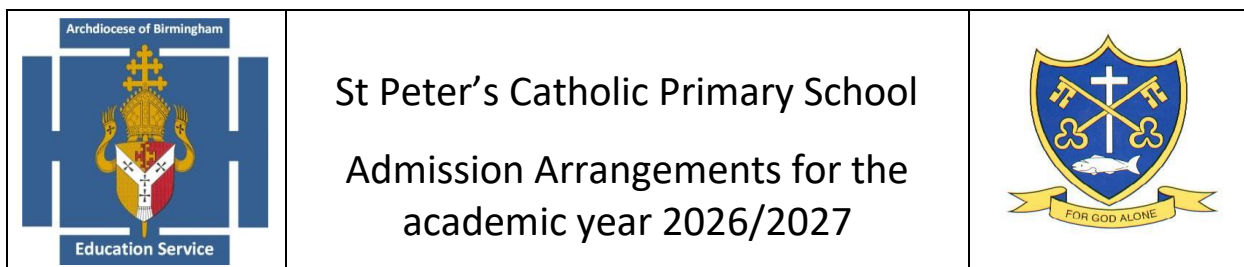 Archdiocese of Birmingham
Education Service
St Peter’s Catholic Primary School
Admission Arrangements for the
academic year 2026/2027
FOR GOD ALONE